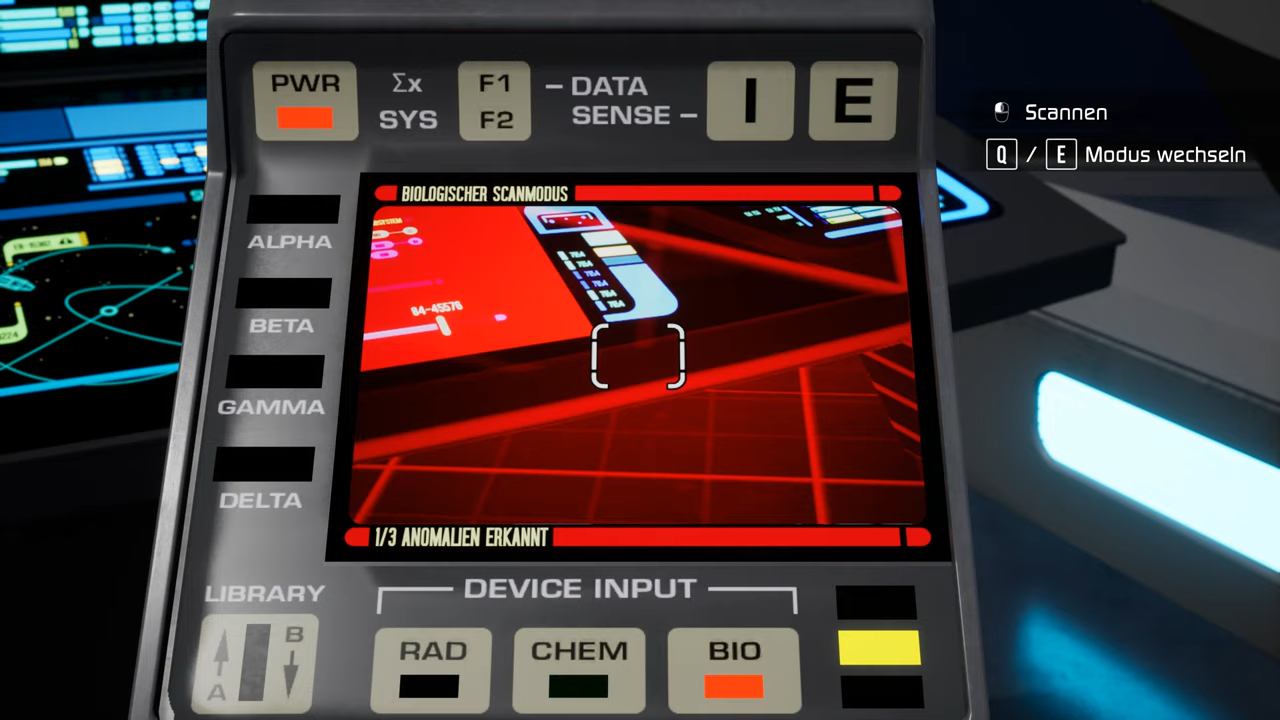 PWR
Σx
SYS
F1
F2
DATA
SENSE
I
E
Scannen
Q / E Modus wechseln
BIOLOGISCHER SCANMODUS
ALPHA
BETA
GAMMA
DELTA
84-45576
1/3 ANOMALIEN ERKANNT
LIBRARY
A
B
DEVICE INPUT
RAD
CHEM
BIO